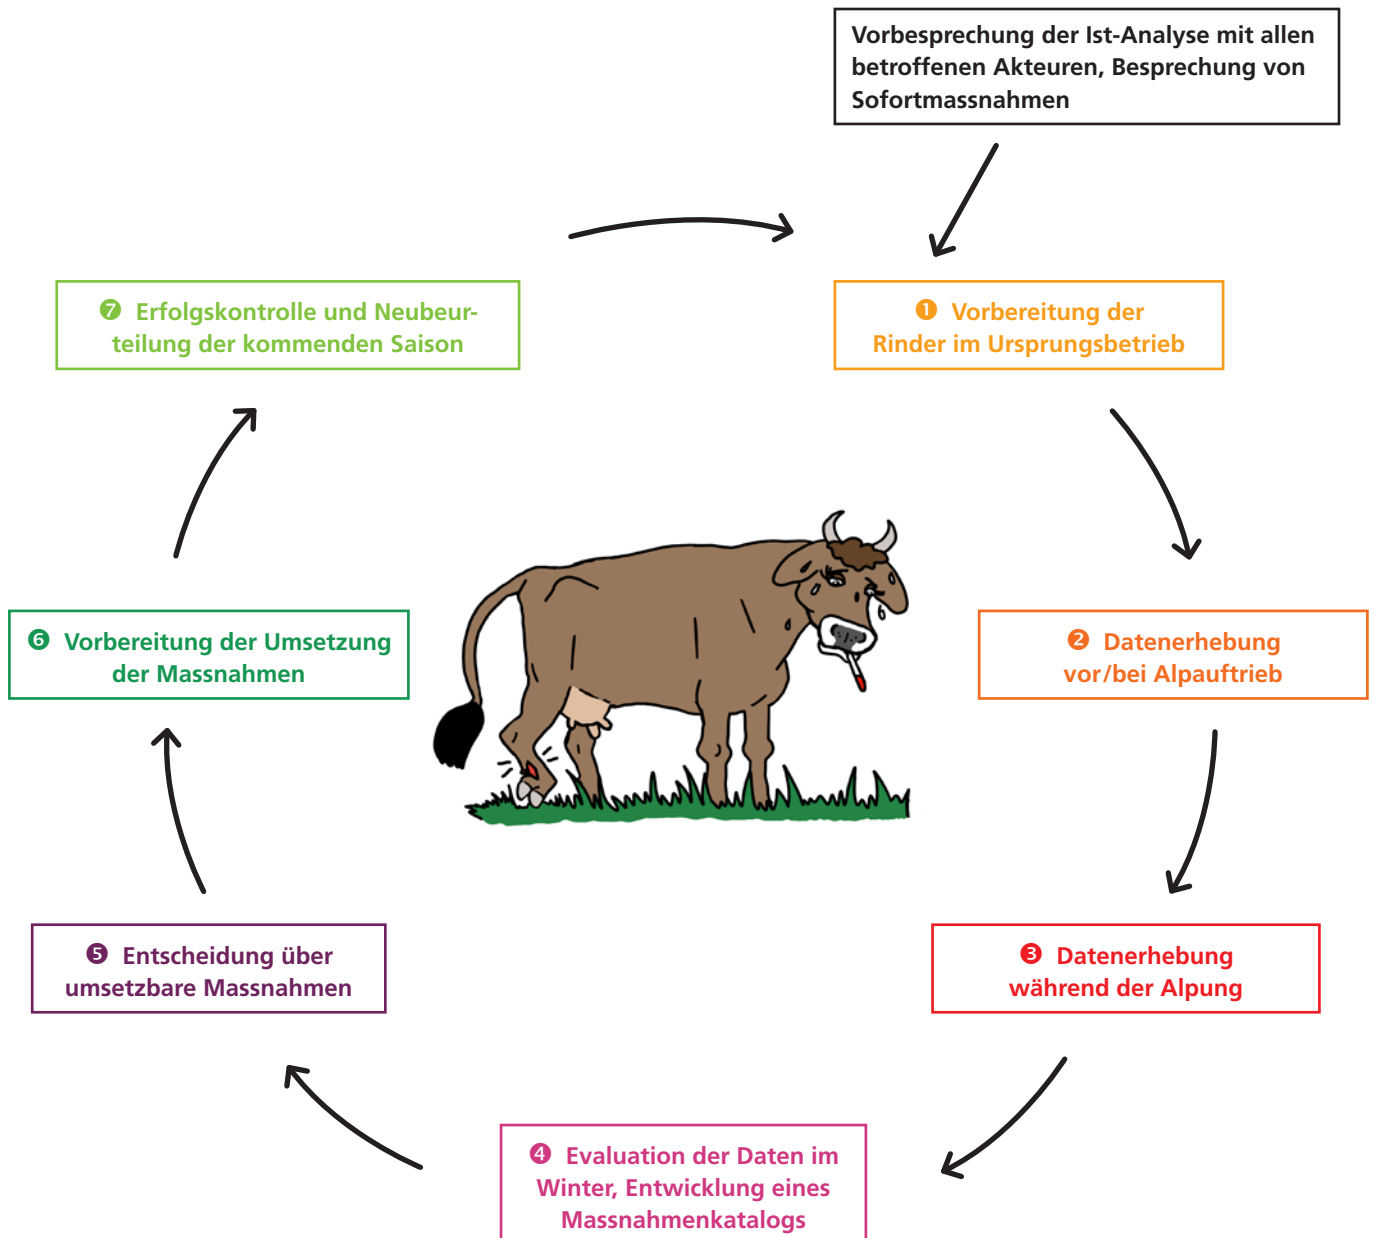 Vorbesprechung der Ist-Analyse mit allen
betroffenen Akteuren, Besprechung von
Sofortmassnahmen
❶ Vorbereitung der
Rinder im Ursprungsbetrieb
❷ Datenerhebung
vor/bei Alpauftrieb
❸ Datenerhebung
während der Alpung
❹ Evaluation der Daten im
Winter, Entwicklung eines
Massnahmenkatalogs
❺ Entscheidung über
umsetzbare Massnahmen
❻ Vorbereitung der Umsetzung
der Massnahmen
❼ Erfolgskontrolle und Neubeur-
teilung der kommenden Saison